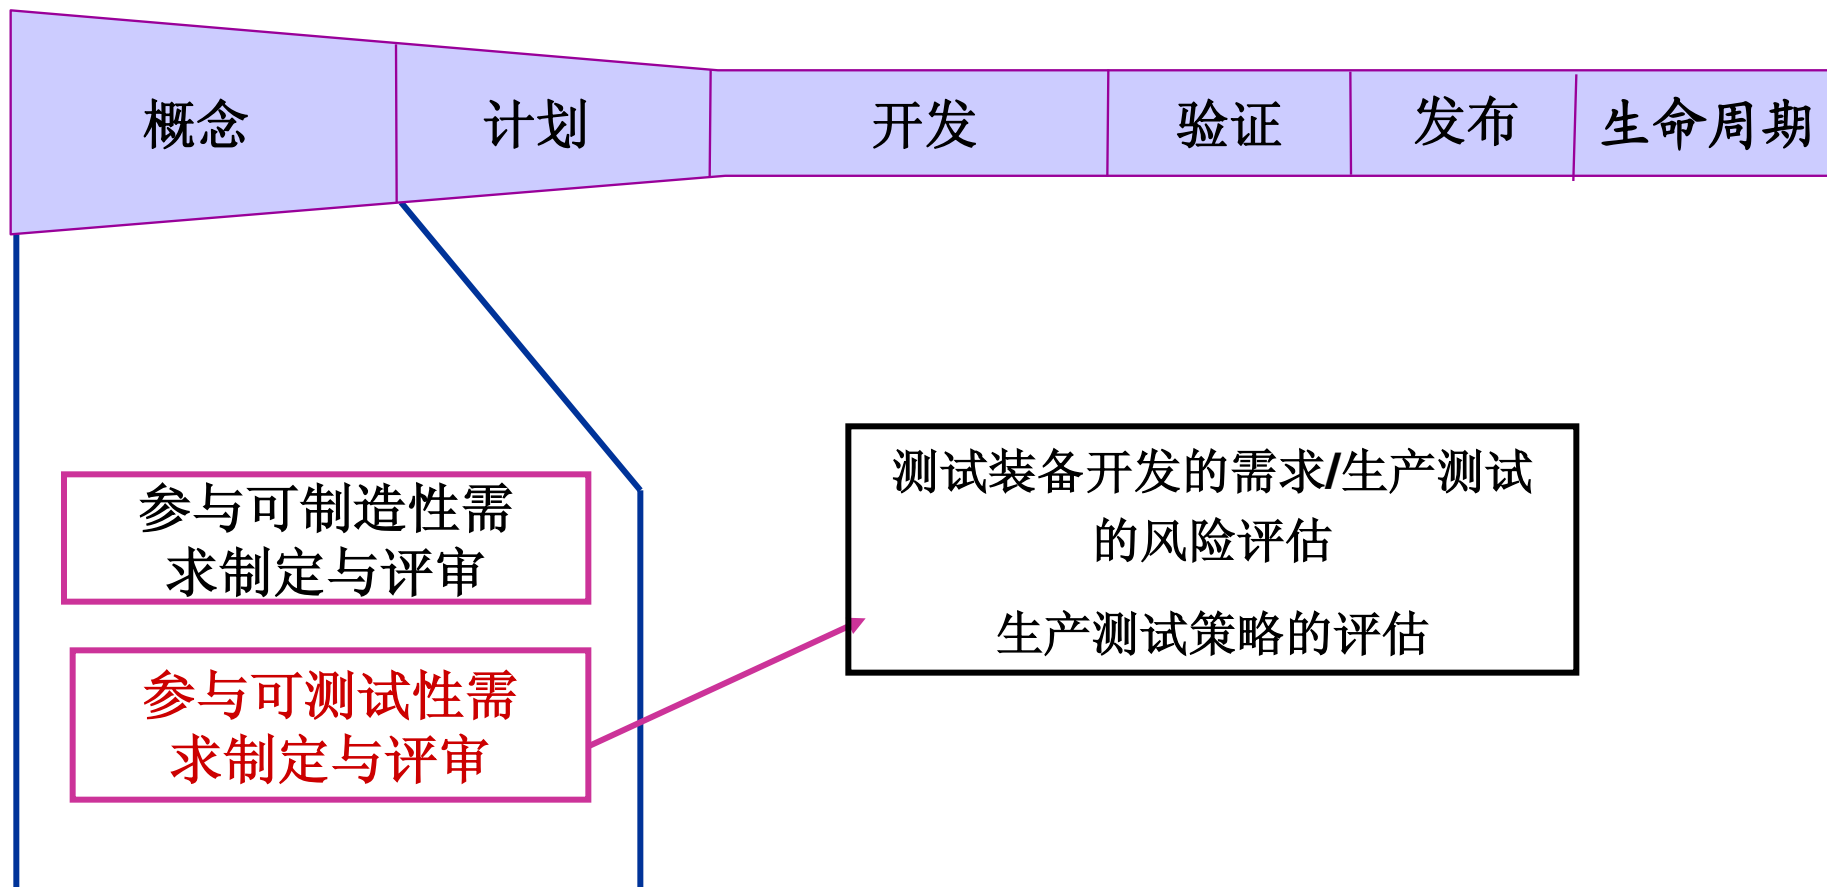 概念
计划
开发
验证
发布
生命周期
参与可制造性需
求制定与评审
参与可测试性需
求制定与评审
测试装备开发的需求/生产测试
的风险评估
生产测试策略的评估